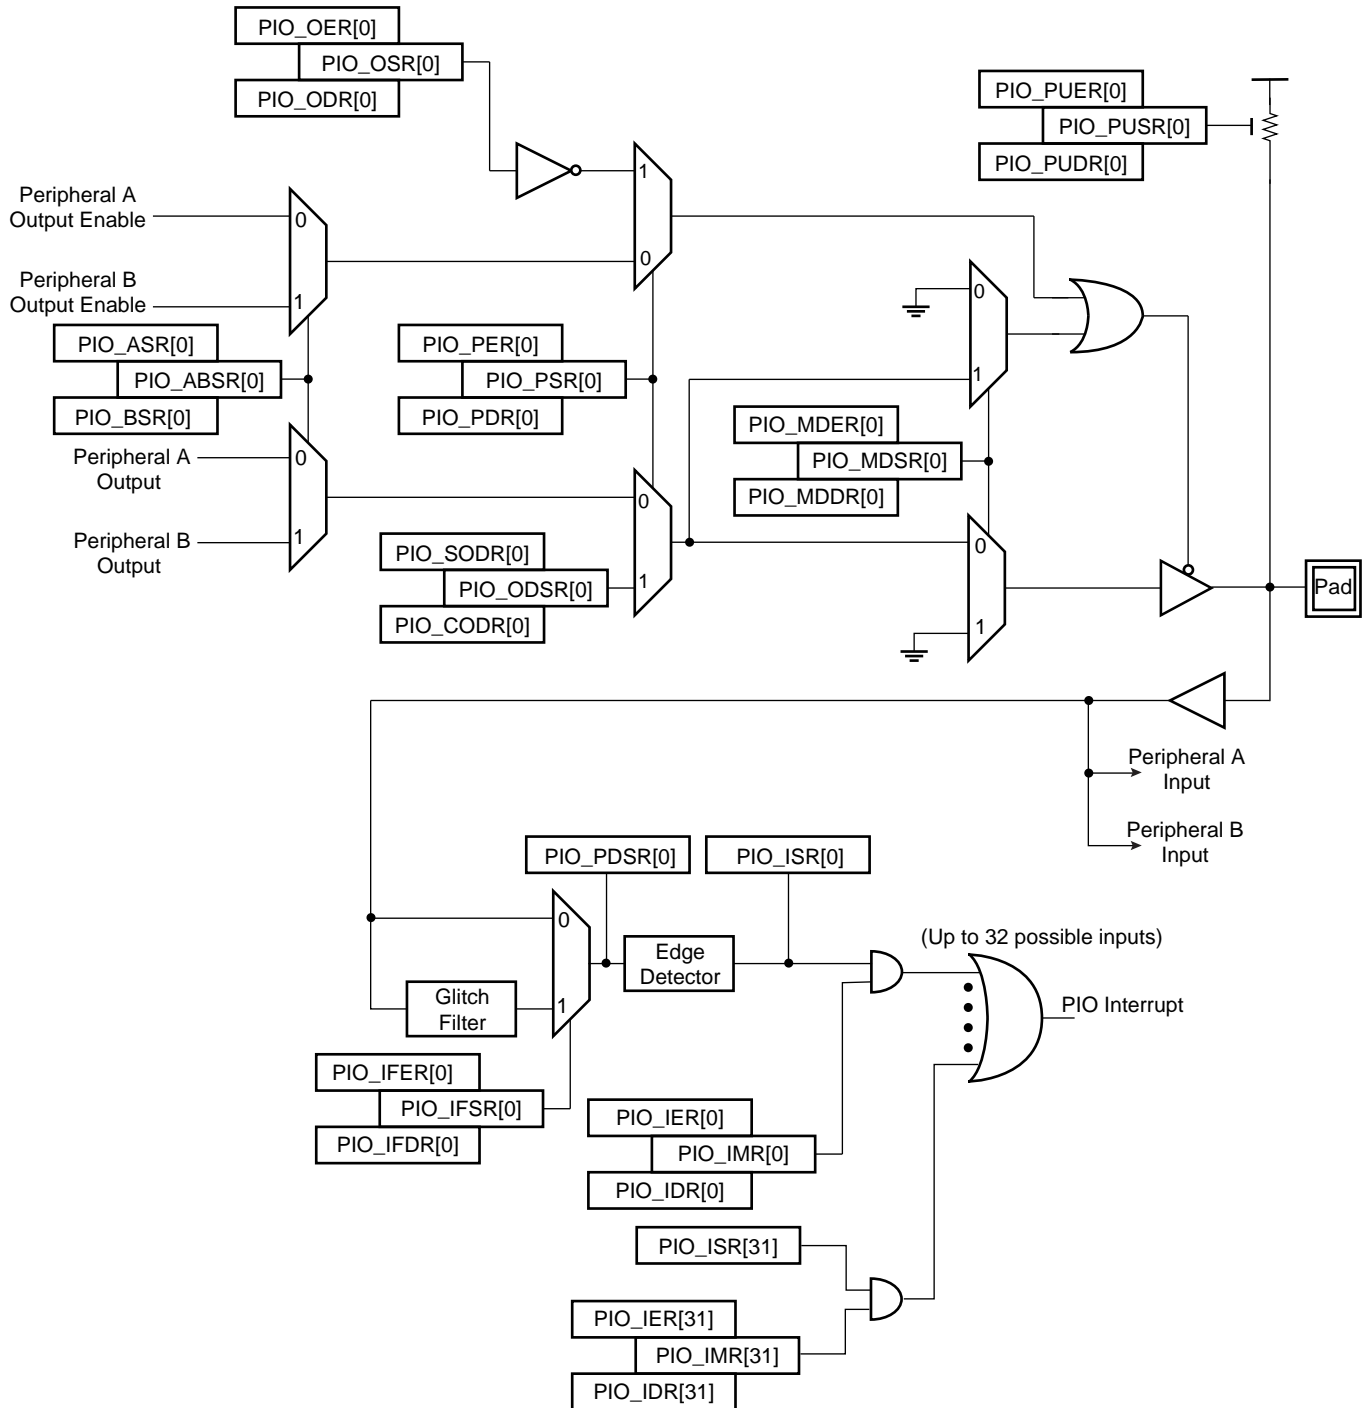 PIO_OER[0]
PIO_OSR[0]
PIO_ODR[0]
PIO_PUER[0]
PIO_PUSR[0]
PIO_PUDR[0]
1
0
Peripheral A
Output Enable
0
Peripheral B
Output Enable
1
PIO_ASR[0]
PIO_ABSR[0]
PIO_BSR[0]
PIO_PER[0]
PIO_PSR[0]
PIO_PDR[0]
0
1
PIO_MDER[0]
PIO_MDSR[0]
PIO_MDDR[0]
Peripheral A
Output
0
Peripheral B
Output
1
0
1
PIO_SODR[0]
PIO_ODSR[0]
PIO_CODR[0]
0
1
Pad
Peripheral A
Input
Peripheral B
Input
PIO_PDSR[0]
PIO_ISR[0]
0
1
Glitch
Filter
Edge
Detector
(Up to 32 possible inputs)
PIO Interrupt
PIO_IFER[0]
PIO_IFSR[0]
PIO_IFDR[0]
PIO_IER[0]
PIO_IMR[0]
PIO_IDR[0]
PIO_ISR[31]
PIO_IER[31]
PIO_IMR[31]
PIO_IDR[31]